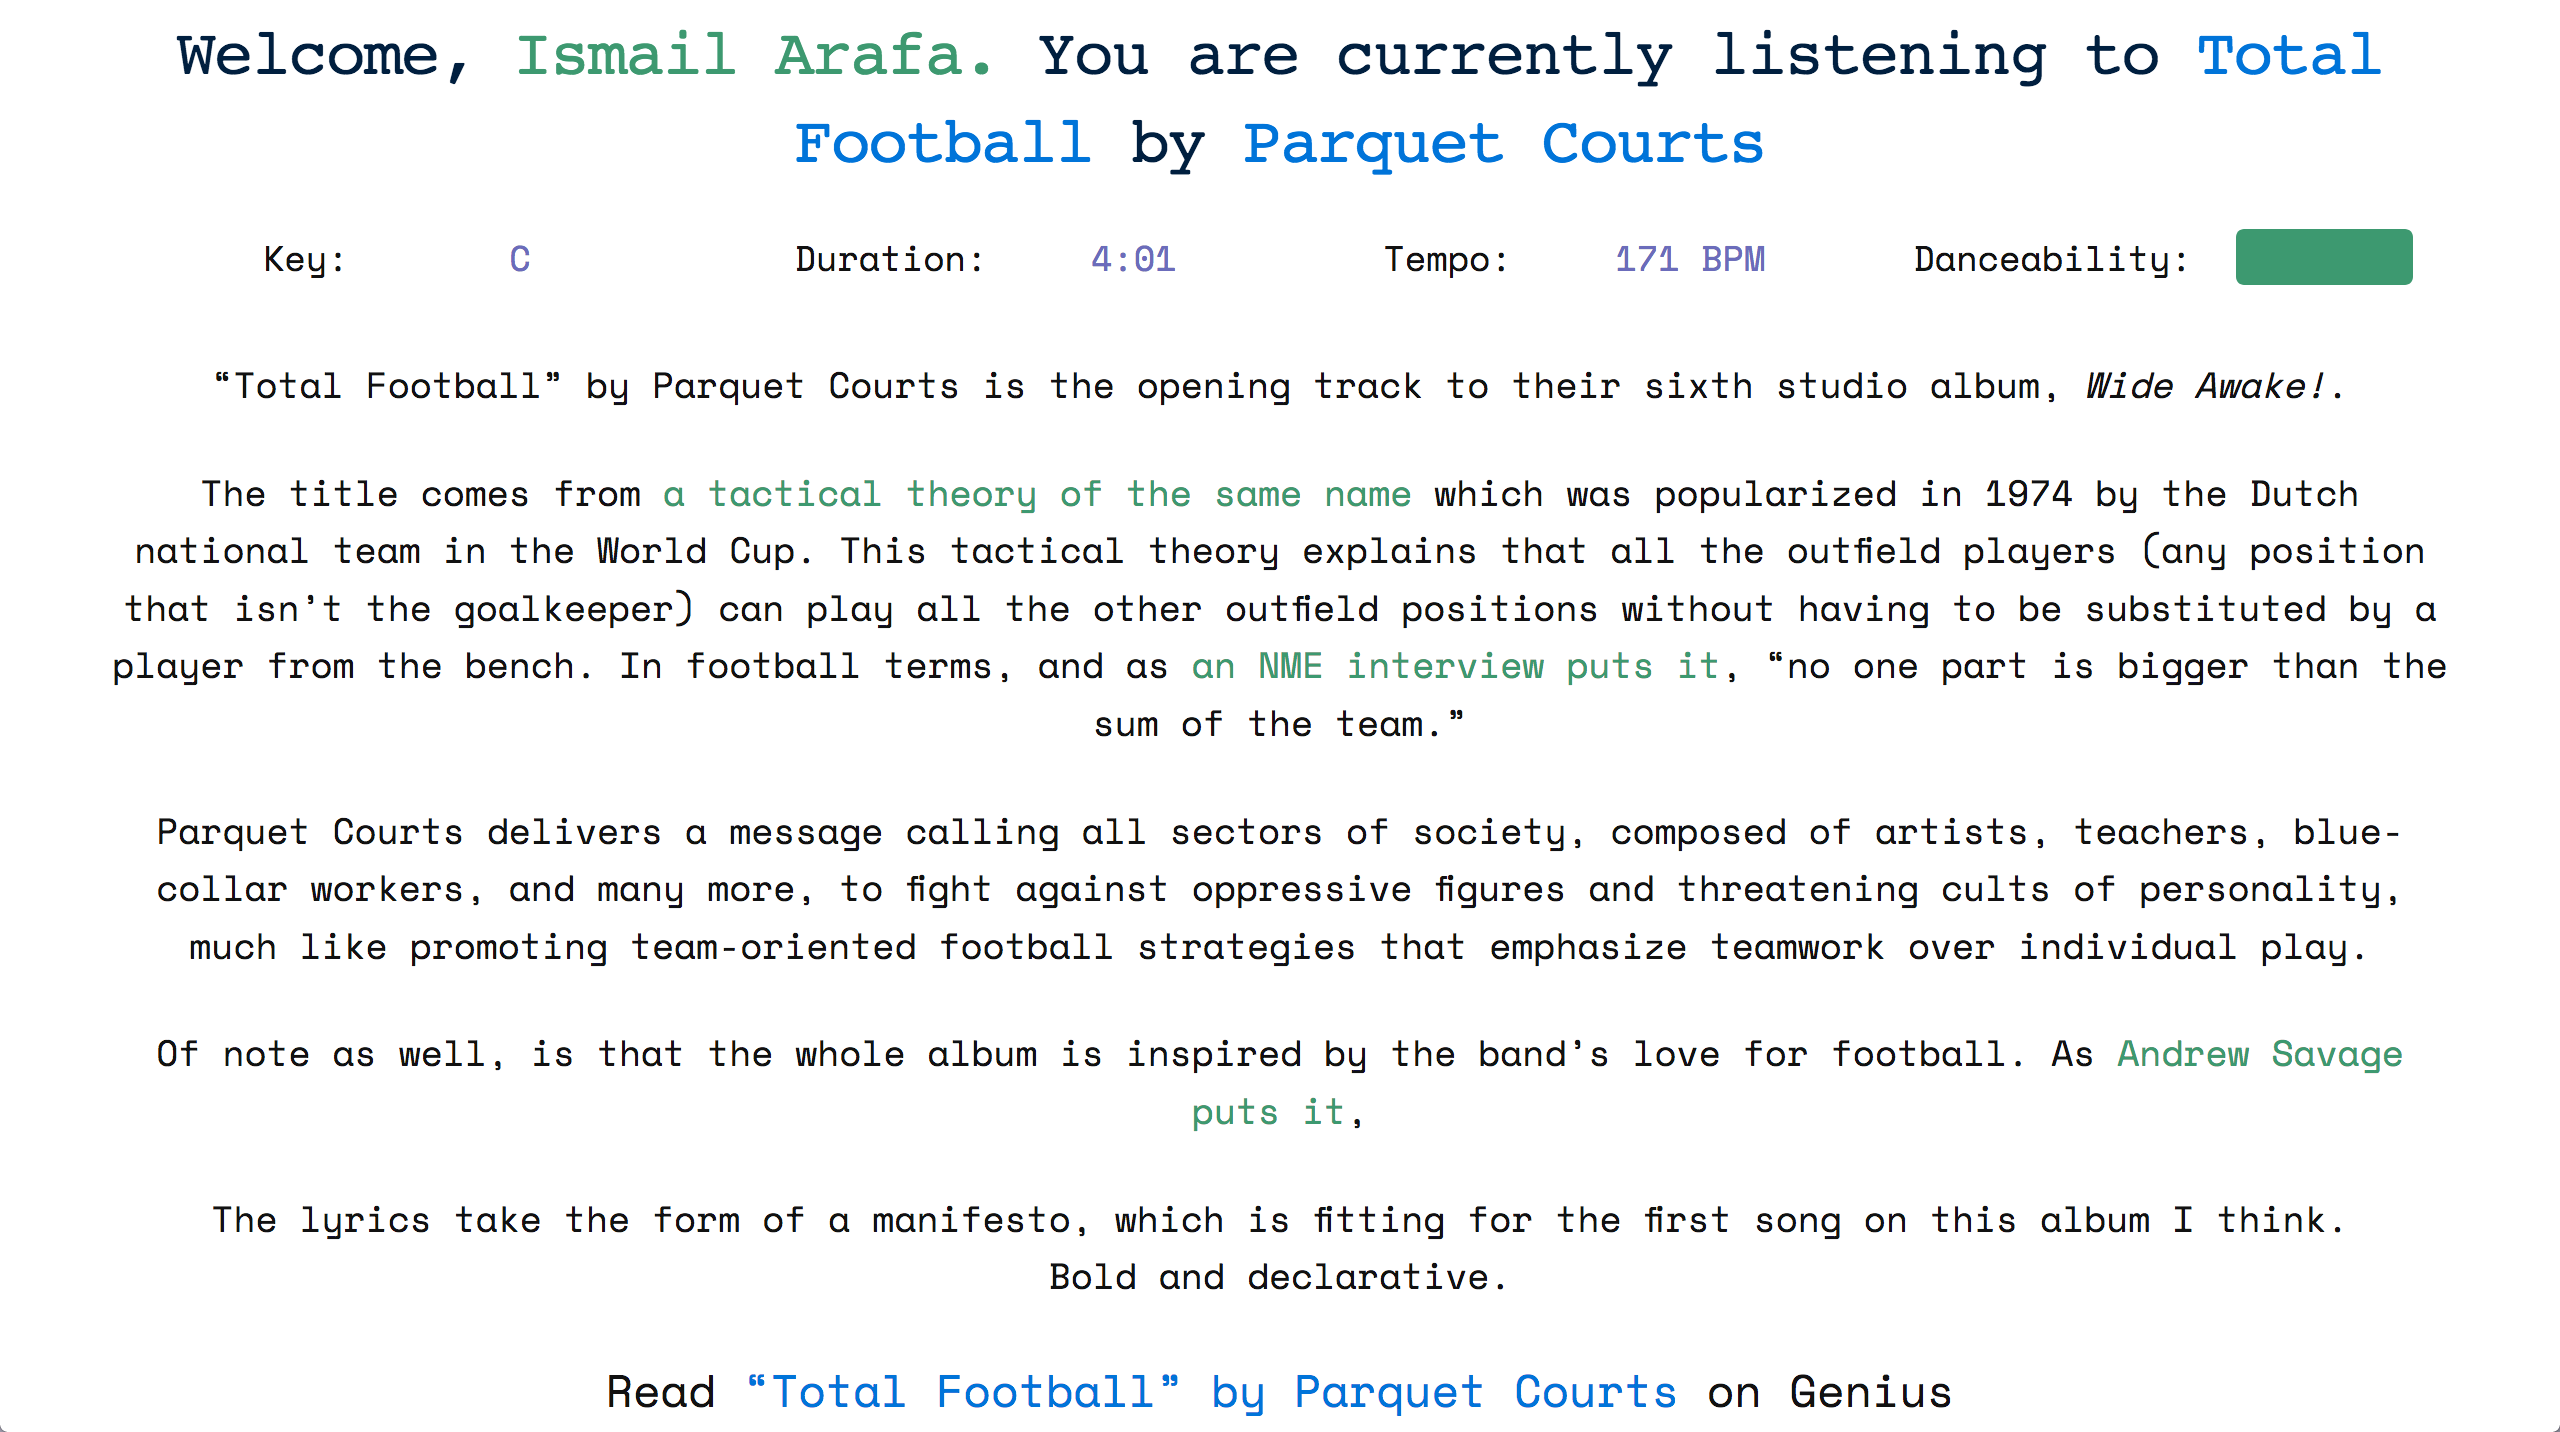 Welcome, Ismail Arafa. You are currently listening to Total
Football by Parquet Courts
Key: C Duration: 4:01 Tempo: 171 BPM Danceability:
“Total Football” by Parquet Courts is the opening track to their sixth studio album, Wide Awake!.
The title comes from a tactical theory of the same name which was popularized in 1974 by the Dutch
national team in the World Cup. This tactical theory explains that all the outfield players (any position
that isn’t the goalkeeper) can play all the other outfield positions without having to be substituted by a
player from the bench. In football terms, and as an NME interview puts it, “no one part is bigger than the
sum of the team.”
Parquet Courts delivers a message calling all sectors of society, composed of artists, teachers, blue-
collar workers, and many more, to fight against oppressive figures and threatening cults of personality,
much like promoting team-oriented football strategies that emphasize teamwork over individual play.
Of note as well, is that the whole album is inspired by the band’s love for football. As Andrew Savage
puts it,
The lyrics take the form of a manifesto, which is fitting for the first song on this album I think.
Bold and declarative.
Read “Total Football” by Parquet Courts on Genius